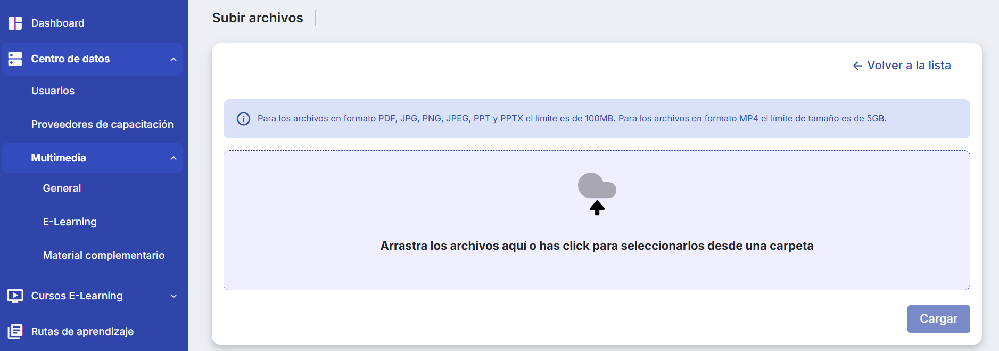 Dashboard
Centro de datos
Usuarios
Proveedores de capacitación
Multimedia
General
E-Learning
Material complementario
Cursos E-Learning
Rutas de aprendizaje
Subir archivos
Volver a la lista
Para los archivos en formato PDF, JPG, PNG, JPEG, PPT y PPTX el límite es de 100MB. Para los archivos en formato MP4 el límite de tamaño es de 5GB.
Arrastra los archivos aquí o has click para seleccionarlos desde una carpeta
Cargar